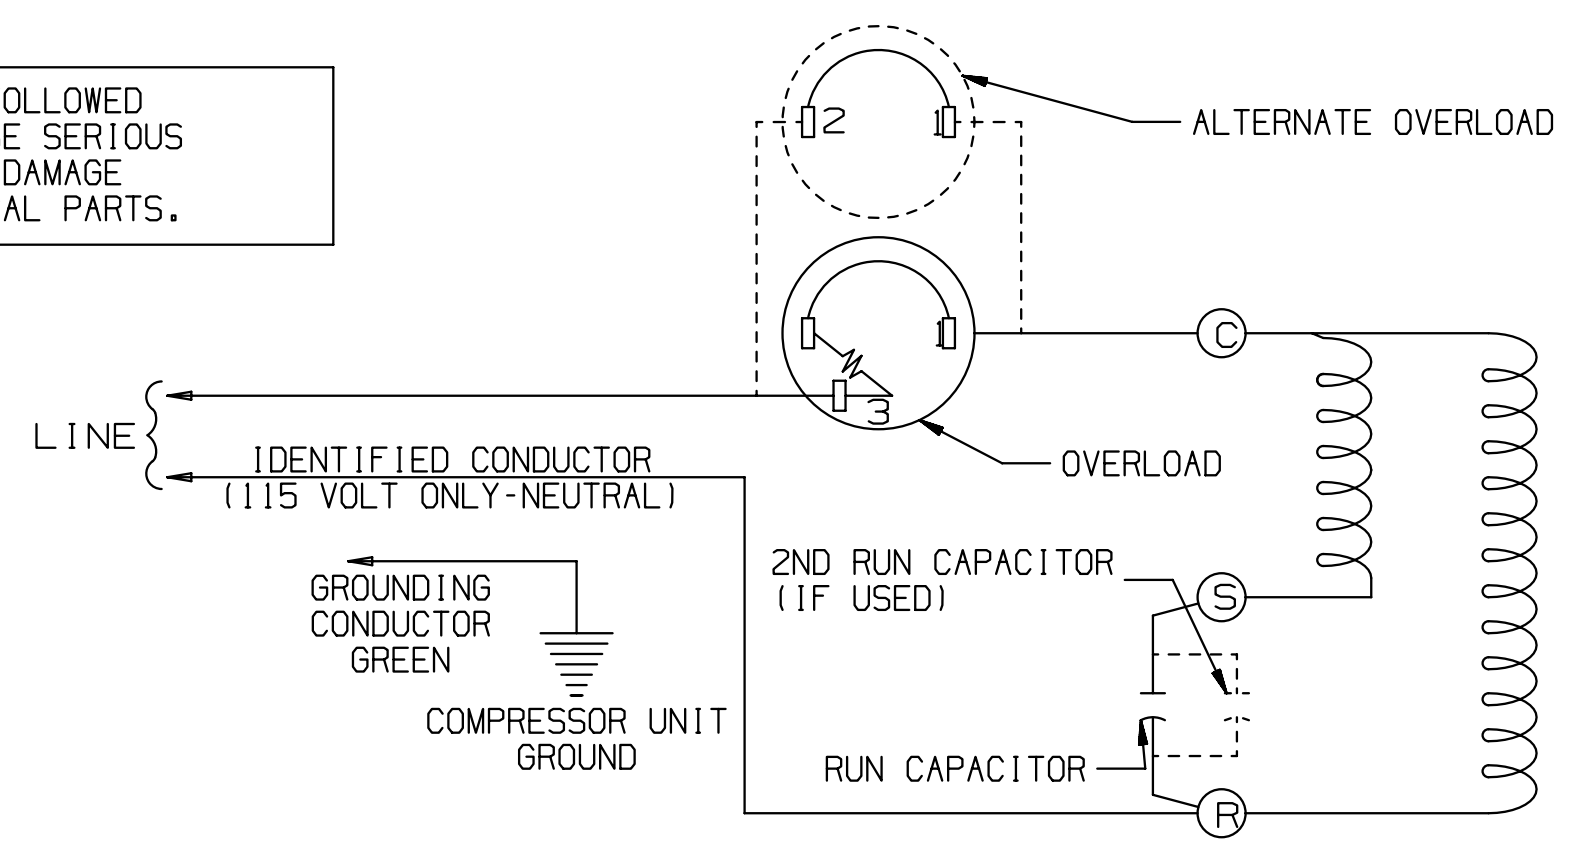 OLLOWED
E SERIOUS
DAMAGE
AL PARTS.
2
1
ALTERNATE OVERLOAD
1
3
C
LINE
OVERLOAD
IDENTIFIED CONDUCTOR
(115 VOLT ONLY-NEUTRAL)
2ND RUN CAPACITOR
(IF USED)
S
GROUNDING
CONDUCTOR
GREEN
COMPRESSOR UNIT
GROUND
RUN CAPACITOR
R